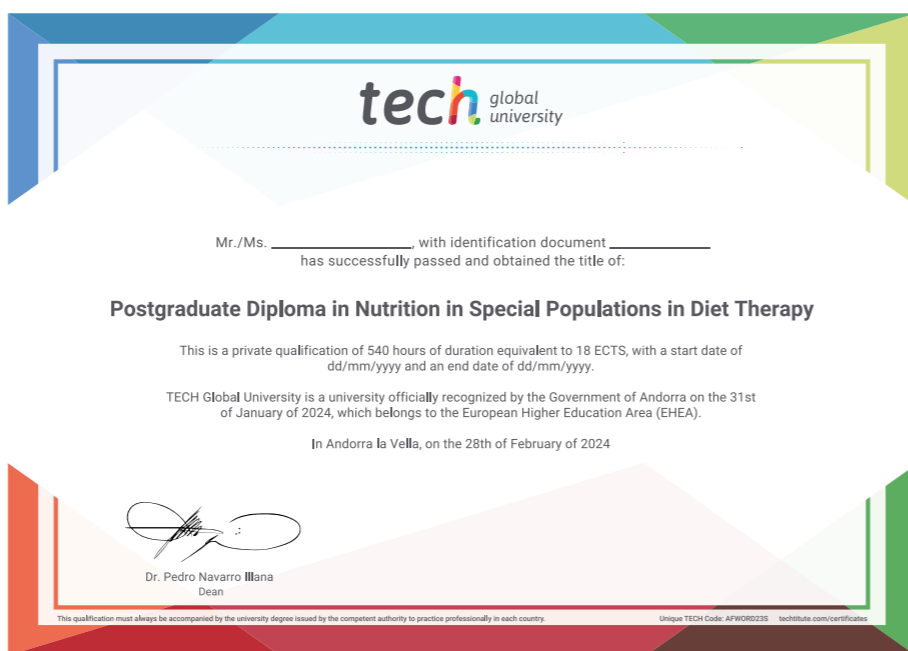 tech global university
Mr./Ms. ____________, with identification document ____________
has successfully passed and obtained the title of:
Postgraduate Diploma in Nutrition in Special Populations in Diet Therapy
This is a private qualification of 540 hours of duration equivalent to 18 ECTS, with a start date of
dd/mm/yyyy and an end date of dd/mm/yyyy.
TECH Global University is a university officially recognized by the Government of Andorra on the 31st
of January of 2024, which belongs to the European Higher Education Area (EHEA).
In Andorra la Vella, on the 28th of February of 2024
Dr. Pedro Navarro Illana
Dean
This qualification must always be accompanied by the university degree issued by the competent authority to practice professionally in each country.
Unique TECH Code: AFWORD23S techtitute.com/certificates